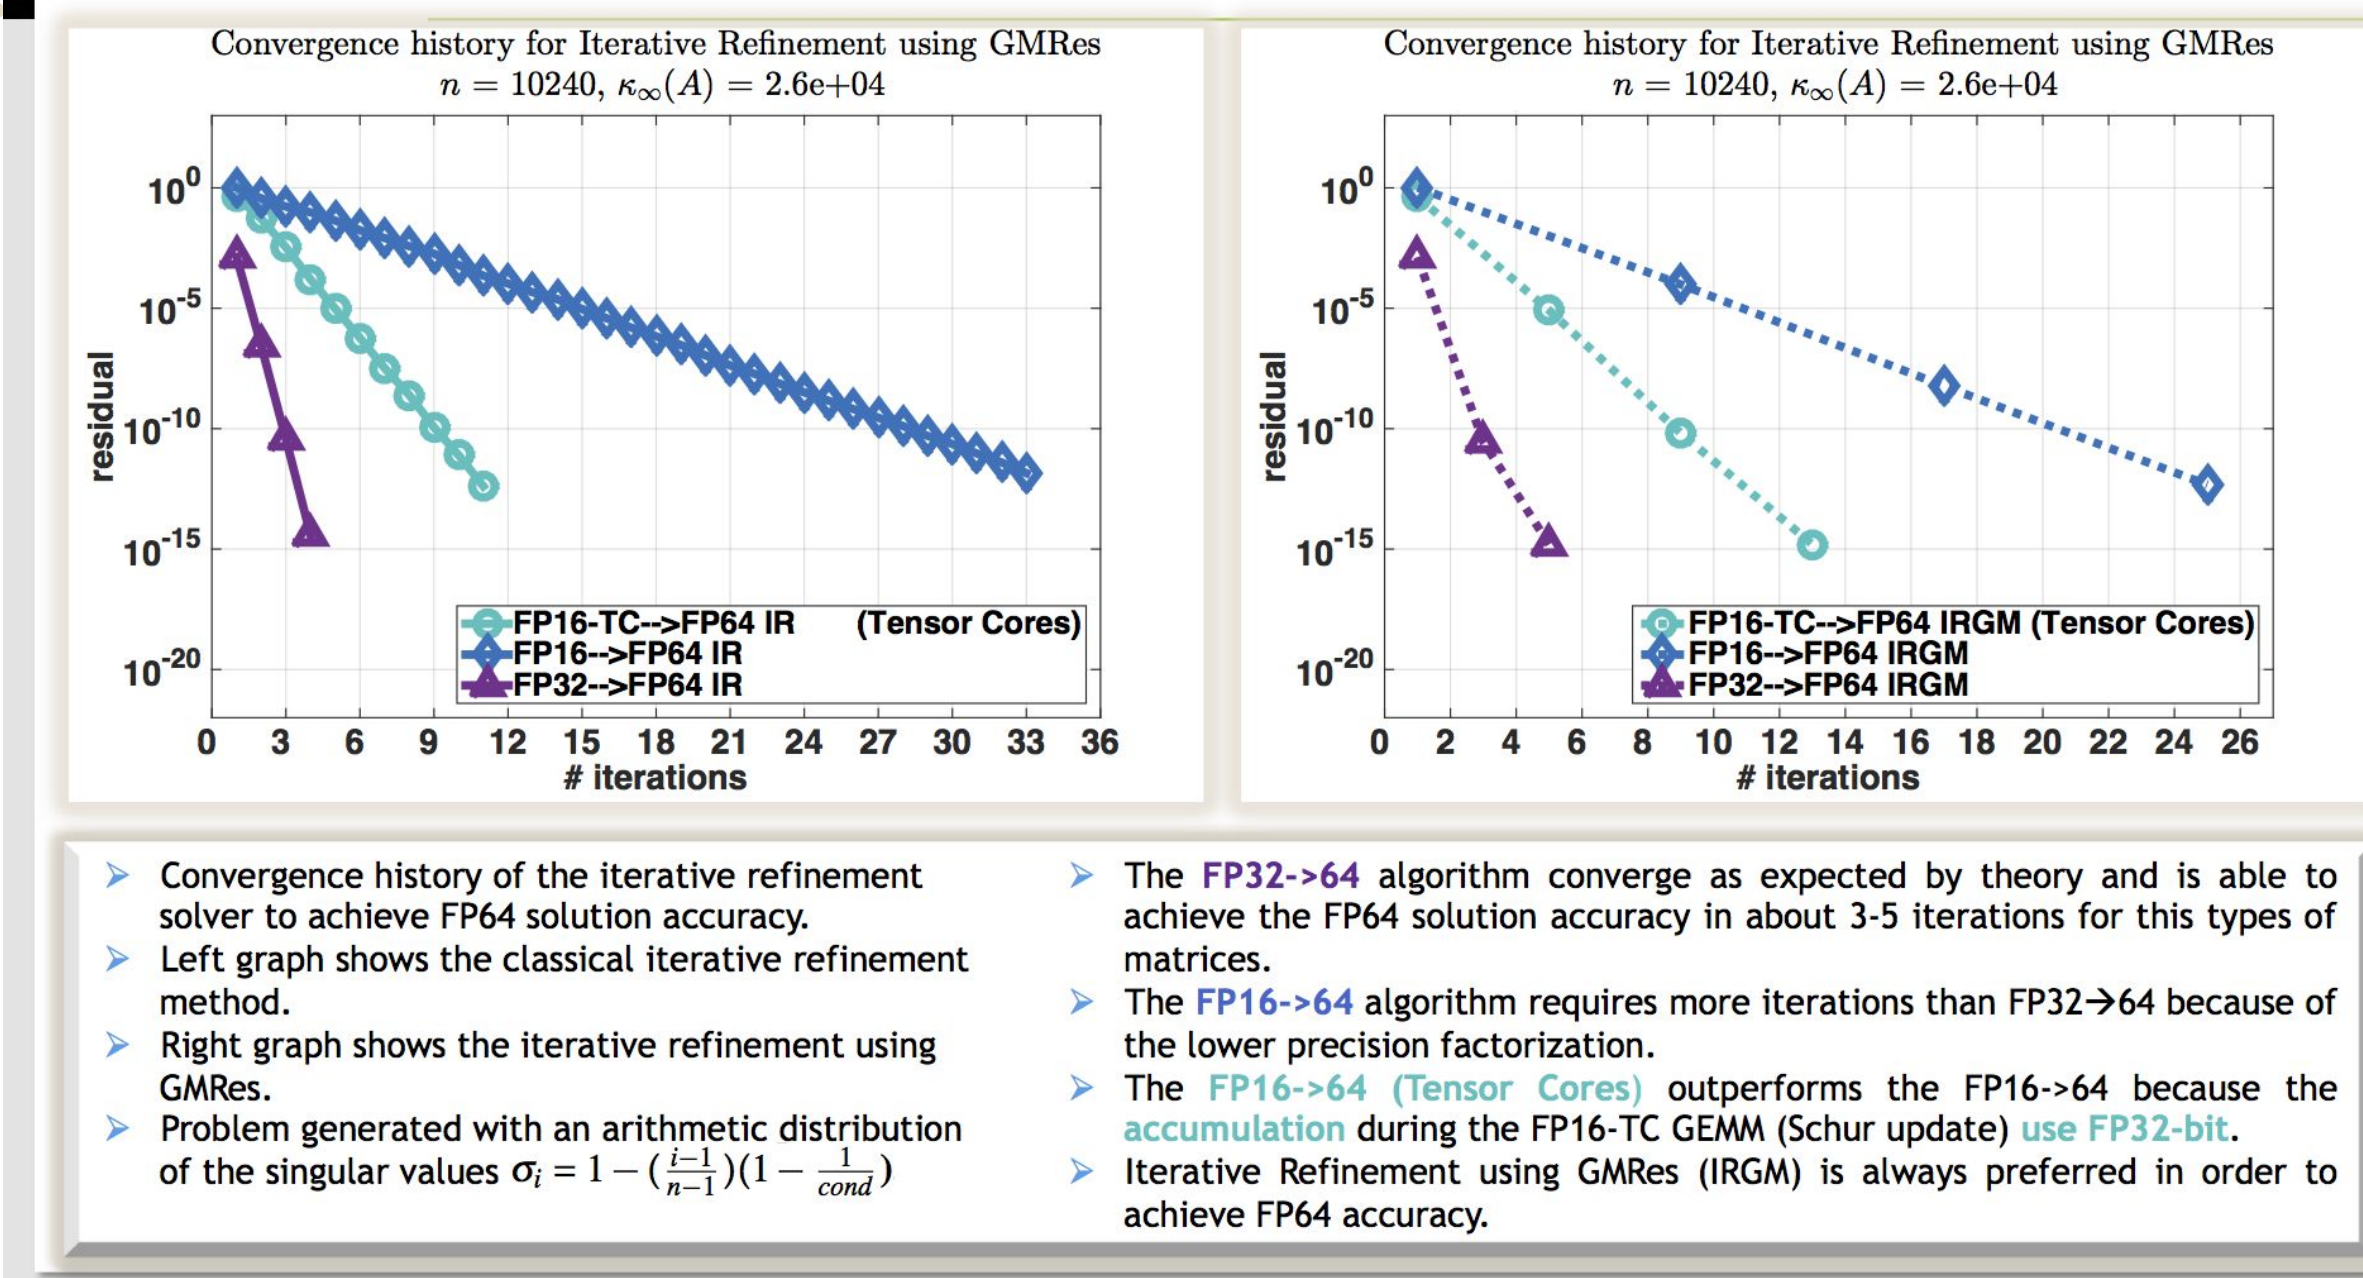 Convergence history for Iterative Refinement using GMRes
n = 10240, κ∞(A) = 2.6e+04
10^0
10^-5
10^-10
10^-15
10^-20
residual
FP16-TC-->FP64 IR (Tensor Cores)
FP16-->FP64 IR
FP32-->FP64 IR
0 3 6 9 12 15 18 21 24 27 30 33 36
# iterations
Convergence history for Iterative Refinement using GMRes
n = 10240, κ∞(A) = 2.6e+04
10^0
10^-5
10^-10
10^-15
10^-20
residual
FP16-TC-->FP64 IRGM (Tensor Cores)
FP16-->FP64 IRGM
FP32-->FP64 IRGM
0 2 4 6 8 10 12 14 16 18 20 22 24 26
# iterations
➢ Convergence history of the iterative refinement
solver to achieve FP64 solution accuracy.
➢ Left graph shows the classical iterative refinement
method.
➢ Right graph shows the iterative refinement using
GMRes.
➢ Problem generated with an arithmetic distribution
of the singular values σ_i = 1 − (i−1/n−1)(1 − 1/cond)
➢ The FP32->64 algorithm converge as expected by theory and is able to
achieve the FP64 solution accuracy in about 3-5 iterations for this types of
matrices.
➢ The FP16->64 algorithm requires more iterations than FP32→64 because of
the lower precision factorization.
➢ The FP16->64 (Tensor Cores) outperforms the FP16->64 because the
accumulation during the FP16-TC GEMM (Schur update) use FP32-bit.
➢ Iterative Refinement using GMRes (IRGM) is always preferred in order to
achieve FP64 accuracy.